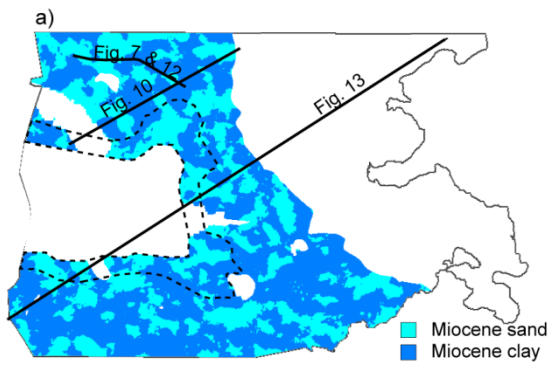 a)
Fig. 7 & 12
Fig. 10
Fig. 13
Miocene sand
Miocene clay